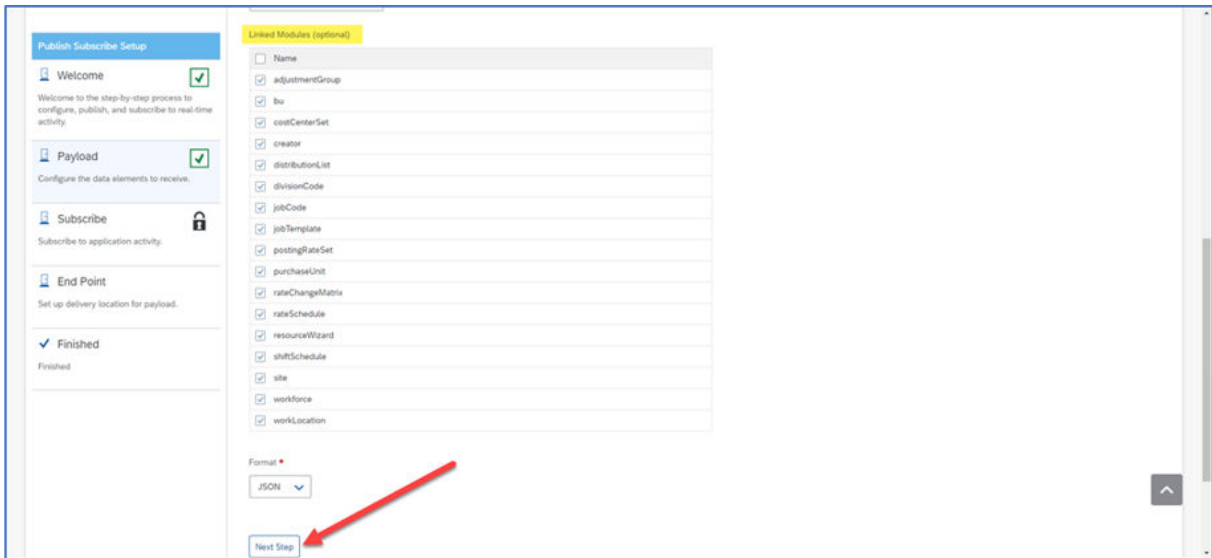 Publish Subscribe Setup
Welcome
Welcome to the step-by-step process to
configure, publish, and subscribe to real-time
activity.
Payload
Configure the data elements to receive.
Subscribe
Subscribe to application activity.
End Point
Set up delivery location for payload.
Finished
Finished
Linked Modules (optional)
Name
adjustmentGroup
bu
costCenterSet
creator
distributionList
divisionCode
jobCode
jobTemplate
postingRateSet
purchaseUnit
rateChangeMatrix
rateSchedule
resourceWizard
shiftSchedule
site
workforce
workLocation
Format *
JSON
Next Step